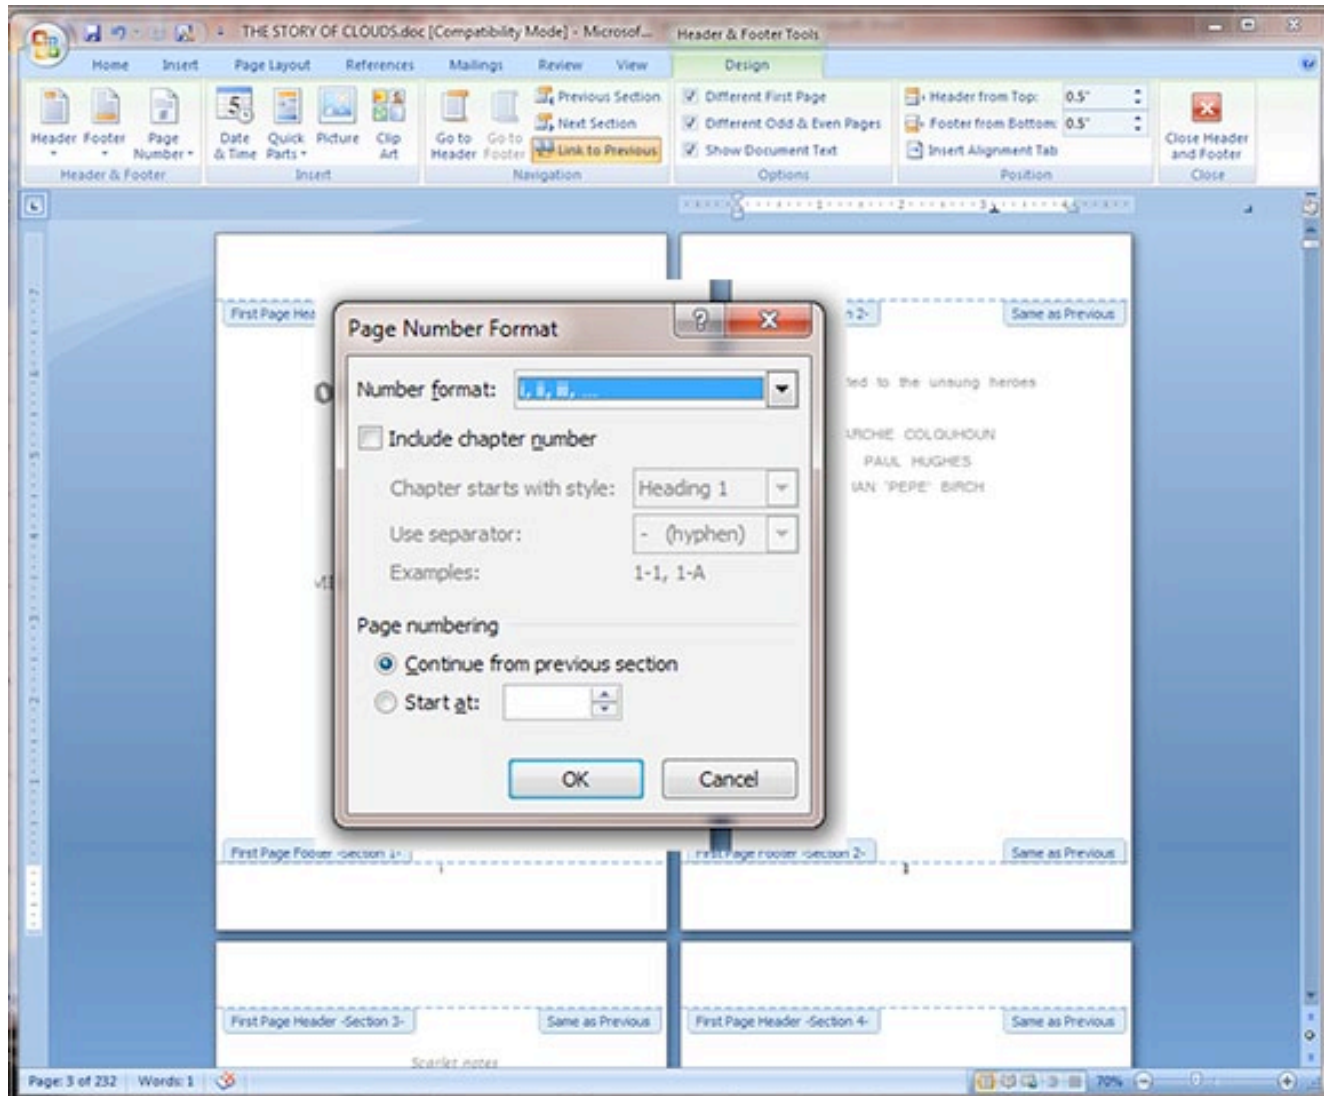 THE STORY OF CLOUDS.doc [Compatibility Mode] - Microsof...
Header & Footer Tools
Home Insert Page Layout References Mailings Review View Design
Header Footer Page Number
Date & Time Quick Parts Picture Clip Art
Go to Header Go to Footer
Previous Section
Next Section
Link to Previous
Different First Page
Different Odd & Even Pages
Show Document Text
Header from Top: 0.5"
Footer from Bottom: 0.5"
Insert Alignment Tab
Close Header and Footer
Header & Footer Insert Navigation Options Position Close
First Page Hea
n 2-
Same as Previous
ted to the unsung heroes
ARCHIE COLQUHOUN
PAUL HUGHES
IAN 'PEPE' BIRCH
Page Number Format
Number format: i, ii, iii, ...
Include chapter number
Chapter starts with style: Heading 1
Use separator: - (hyphen)
Examples: 1-1, 1-A
Page numbering
Continue from previous section
Start at:
OK Cancel
First Page Footer -Section 1-
First Page Footer -Section 2-
Same as Previous
First Page Header -Section 3-
Same as Previous
First Page Header -Section 4-
Same as Previous
Scarlet notes
Page: 3 of 232 Words: 1 70%